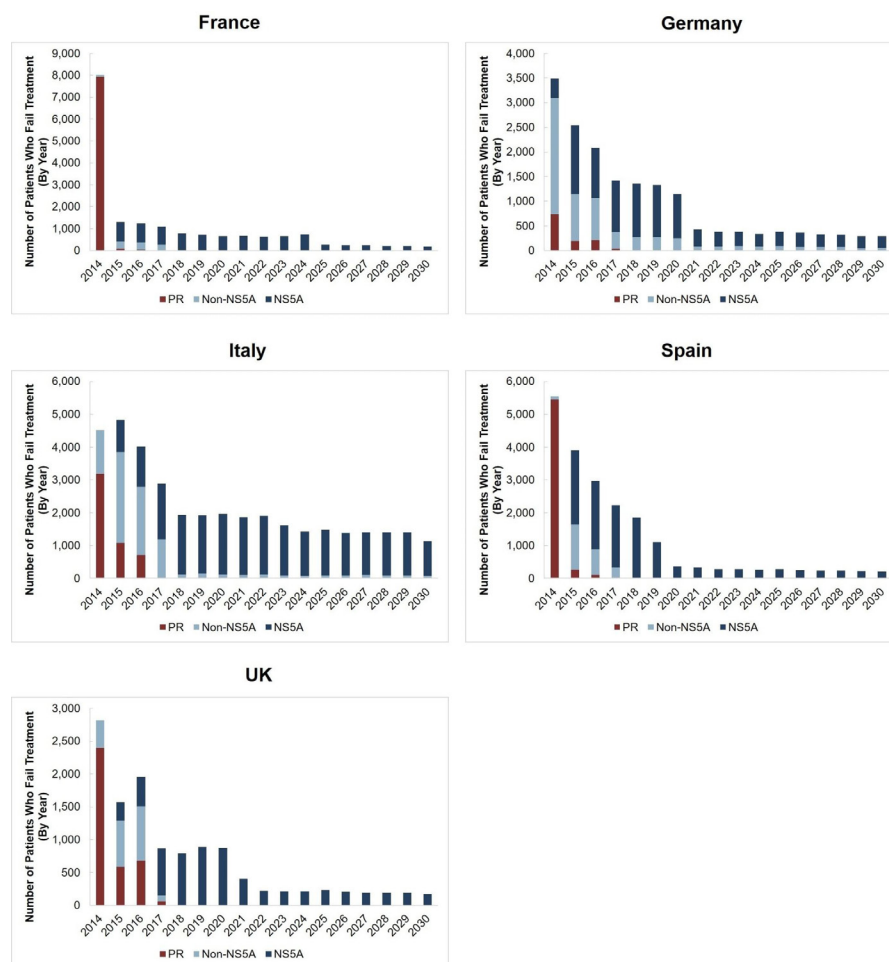 France
Number of Patients Who Fail Treatment
(By Year)
9,000
8,000
7,000
6,000
5,000
4,000
3,000
2,000
1,000
0
2014 2015 2016 2017 2018 2019 2020 2021 2022 2023 2024 2025 2026 2027 2028 2029 2030
PR Non-NS5A NS5A
Germany
Number of Patients Who Fail Treatment
(By Year)
4,000
3,500
3,000
2,500
2,000
1,500
1,000
500
0
2014 2015 2016 2017 2018 2019 2020 2021 2022 2023 2024 2025 2026 2027 2028 2029 2030
PR Non-NS5A NS5A
Italy
Number of Patients Who Fail Treatment
(By Year)
6,000
5,000
4,000
3,000
2,000
1,000
0
2014 2015 2016 2017 2018 2019 2020 2021 2022 2023 2024 2025 2026 2027 2028 2029 2030
PR Non-NS5A NS5A
Spain
Number of Patients Who Fail Treatment
(By Year)
6,000
5,000
4,000
3,000
2,000
1,000
0
2014 2015 2016 2017 2018 2019 2020 2021 2022 2023 2024 2025 2026 2027 2028 2029 2030
PR Non-NS5A NS5A
UK
Number of Patients Who Fail Treatment
(By Year)
3,000
2,500
2,000
1,500
1,000
500
0
2014 2015 2016 2017 2018 2019 2020 2021 2022 2023 2024 2025 2026 2027 2028 2029 2030
PR Non-NS5A NS5A